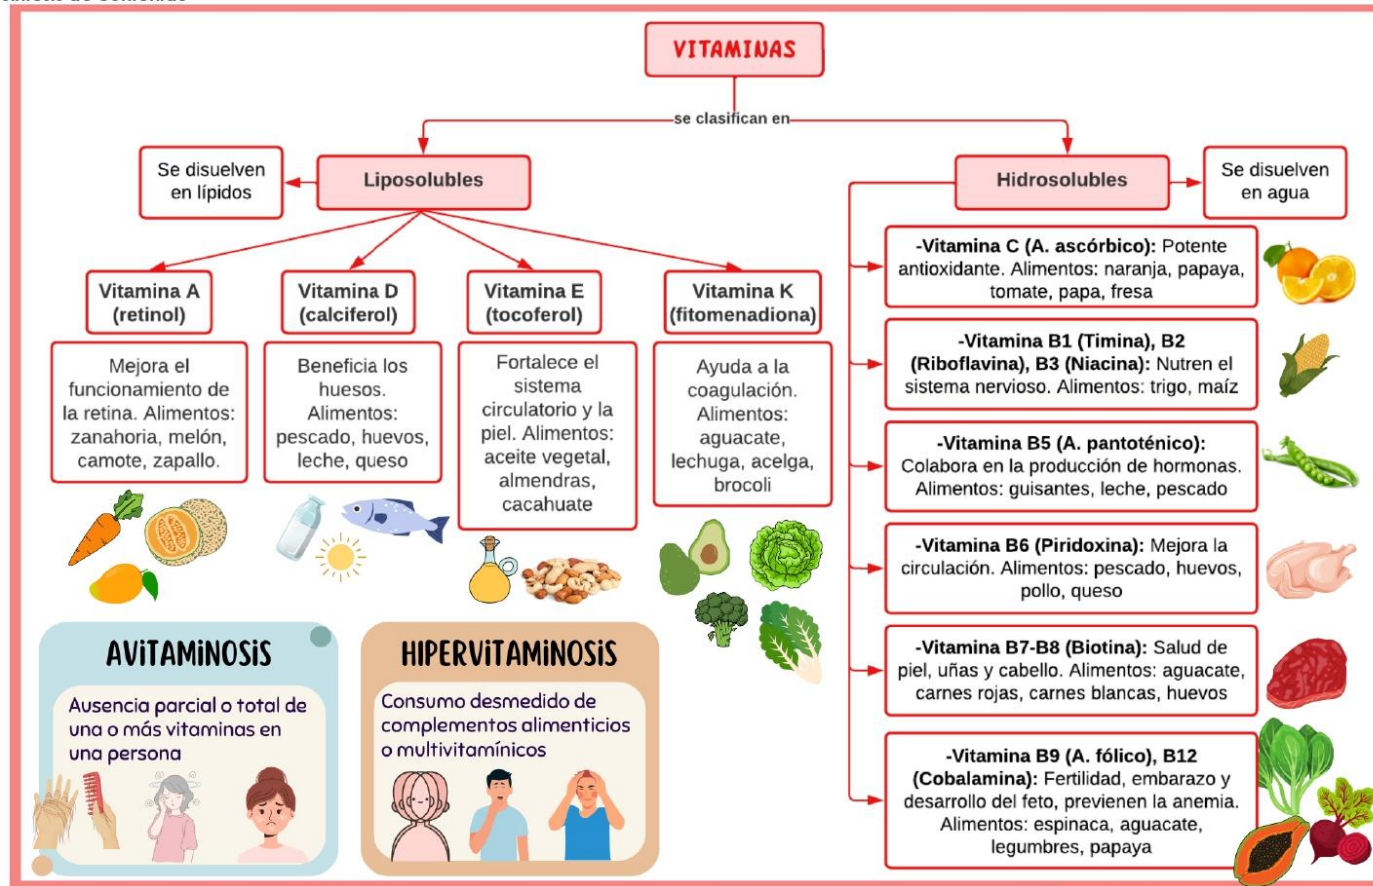 VITAMINAS
se clasifican en
Se disuelven
en lípidos
Liposolubles
Hidrosolubles
Se disuelven
en agua
Vitamina A
(retinol)
Vitamina D
(calciferol)
Vitamina E
(tocoferol)
Vitamina K
(fitomenadiona)
Mejora el
funcionamiento de
la retina. Alimentos:
zanahoria, melón,
camote, zapallo.
Beneficia los
huesos.
Alimentos:
pescado, huevos,
leche, queso
Fortalece el
sistema
circulatorio y la
piel. Alimentos:
aceite vegetal,
almendras,
cacahuate
Ayuda a la
coagulación.
Alimentos:
aguacate,
lechuga, acelga,
brocoli
-Vitamina C (A. ascórbico): Potente
antioxidante. Alimentos: naranja, papaya,
tomate, papa, fresa
-Vitamina B1 (Timina), B2
(Riboflavina), B3 (Niacina): Nutren el
sistema nervioso. Alimentos: trigo, maíz
-Vitamina B5 (A. pantoténico):
Colabora en la producción de hormonas.
Alimentos: guisantes, leche, pescado
-Vitamina B6 (Piridoxina): Mejora la
circulación. Alimentos: pescado, huevos,
pollo, queso
-Vitamina B7-B8 (Biotina): Salud de
piel, uñas y cabello. Alimentos: aguacate,
carnes rojas, carnes blancas, huevos
-Vitamina B9 (A. fólico), B12
(Cobalamina): Fertilidad, embarazo y
desarrollo del feto, previenen la anemia.
Alimentos: espinaca, aguacate,
legumbres, papaya
AVITAMINOSIS
Ausencia parcial o total de
una o más vitaminas en
una persona
HIPERVITAMINOSIS
Consumo desmedido de
complementos alimenticios
o multivitamínicos